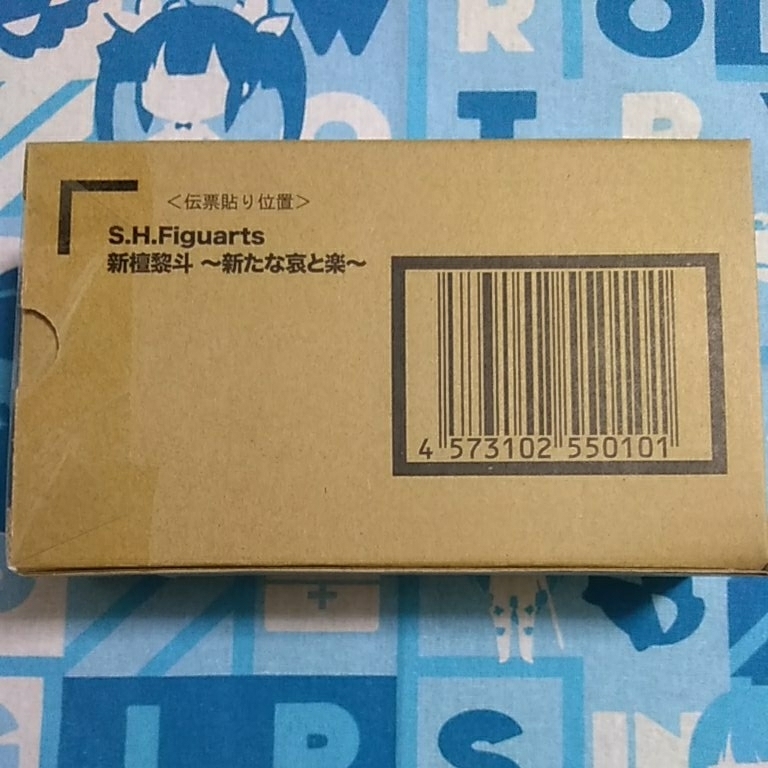 W
R
O
T
R
＜伝票貼り位置＞
S.H.Figuarts
新檀黎斗 ～新たな哀と楽～
4 573102 550101
G I R L S IN